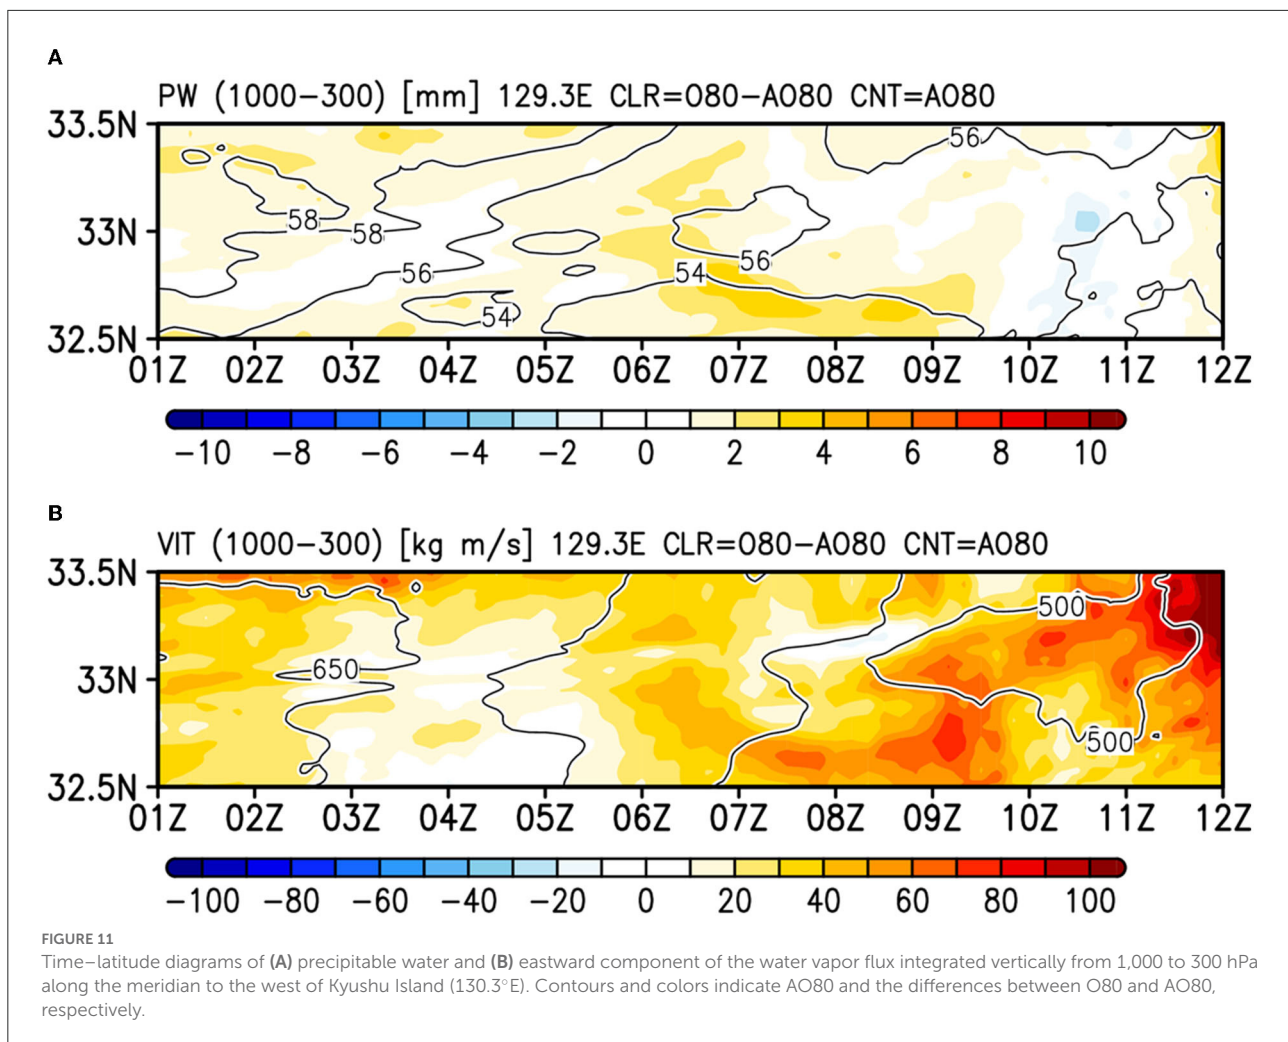 A
PW (1000−300) [mm] 129.3E CLR=O80−AO80 CNT=AO80
33.5N
33N
32.5N
56
58
58
56
56
54
54
01Z 02Z 03Z 04Z 05Z 06Z 07Z 08Z 09Z 10Z 11Z 12Z
−10 −8 −6 −4 −2 0 2 4 6 8 10
B
VIT (1000−300) [kg m/s] 129.3E CLR=O80−AO80 CNT=AO80
33.5N
33N
32.5N
500
650
500
01Z 02Z 03Z 04Z 05Z 06Z 07Z 08Z 09Z 10Z 11Z 12Z
−100 −80 −60 −40 −20 0 20 40 60 80 100
FIGURE 11
Time–latitude diagrams of (A) precipitable water and (B) eastward component of the water vapor flux integrated vertically from 1,000 to 300 hPa
along the meridian to the west of Kyushu Island (130.3°E). Contours and colors indicate AO80 and the differences between O80 and AO80,
respectively.